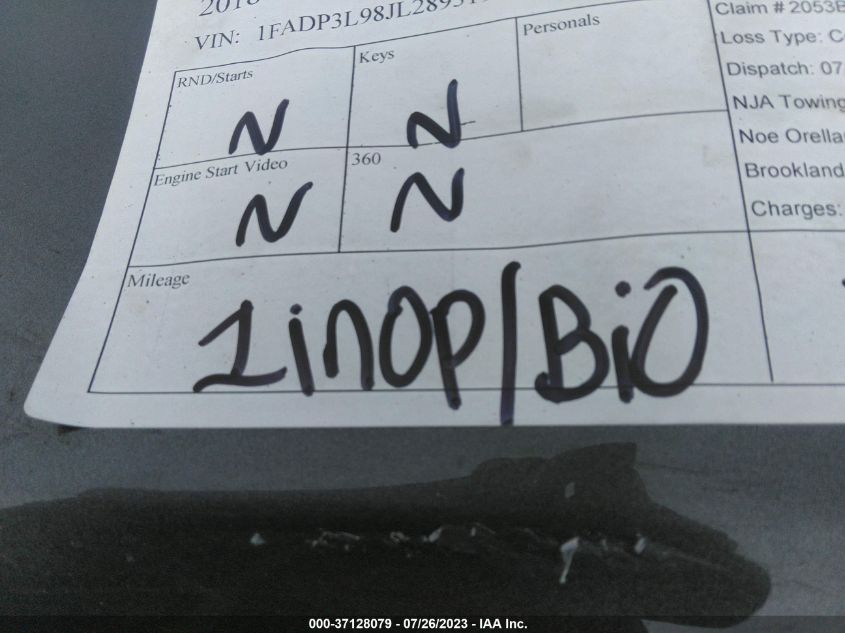 2018
VIN: 1FADP3L98JL2893
RND/Starts N
Keys N
Personals
Engine Start Video N
360 N
Mileage
1 inOP/BiO
Claim # 2053
Loss Type: C
Dispatch: 07
NJA Towing
Noe Orella
Brookland
Charges:
000-37128079 - 07/26/2023 - IAA Inc.